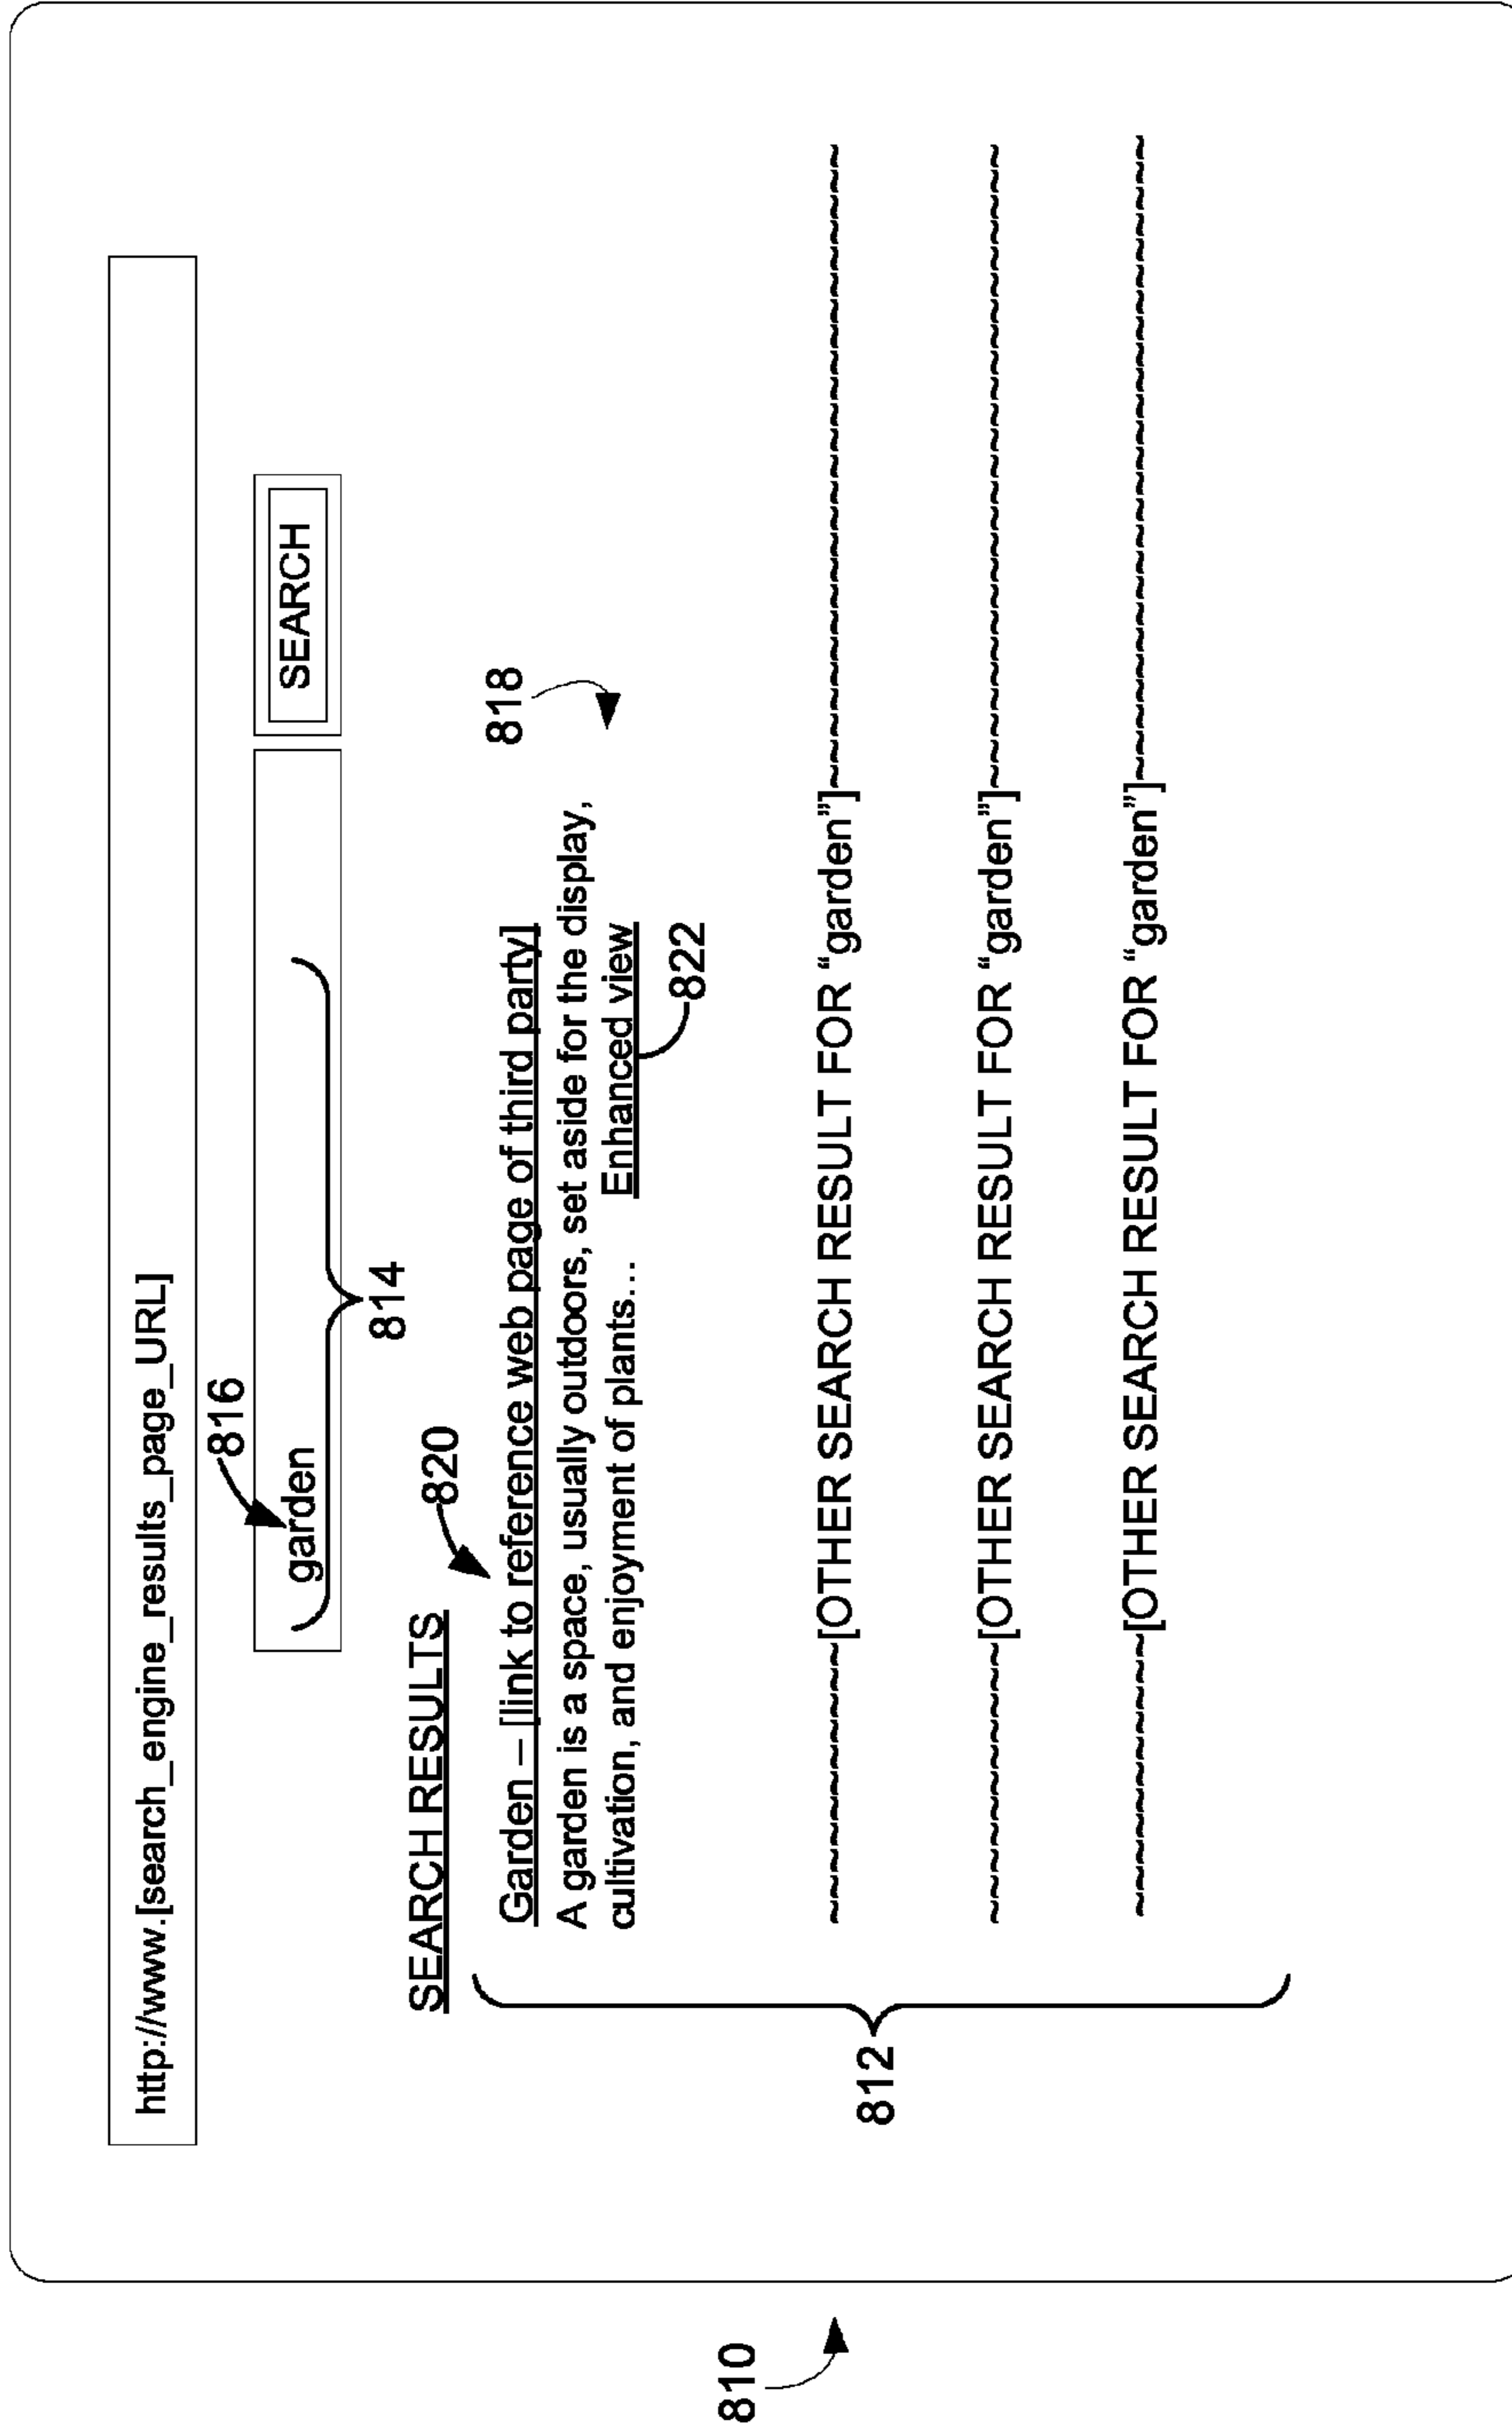 http://www.[search_engine_results_page_URL]
816
garden
SEARCH
814
820
SEARCH RESULTS
818
Garden – [link to reference web page of third party]
A garden is a space, usually outdoors, set aside for the display,
cultivation, and enjoyment of plants... Enhanced view
822
~~~~~~~~~~~[OTHER SEARCH RESULT FOR “garden”]~~~~~~~~~~~~~~~~~~~~~~~~~
812
~~~~~~~~~~~[OTHER SEARCH RESULT FOR “garden”]~~~~~~~~~~~~~~~~~~~~~~~~~
~~~~~~~~~~~[OTHER SEARCH RESULT FOR “garden”]~~~~~~~~~~~~~~~~~~~~~~~~~
810